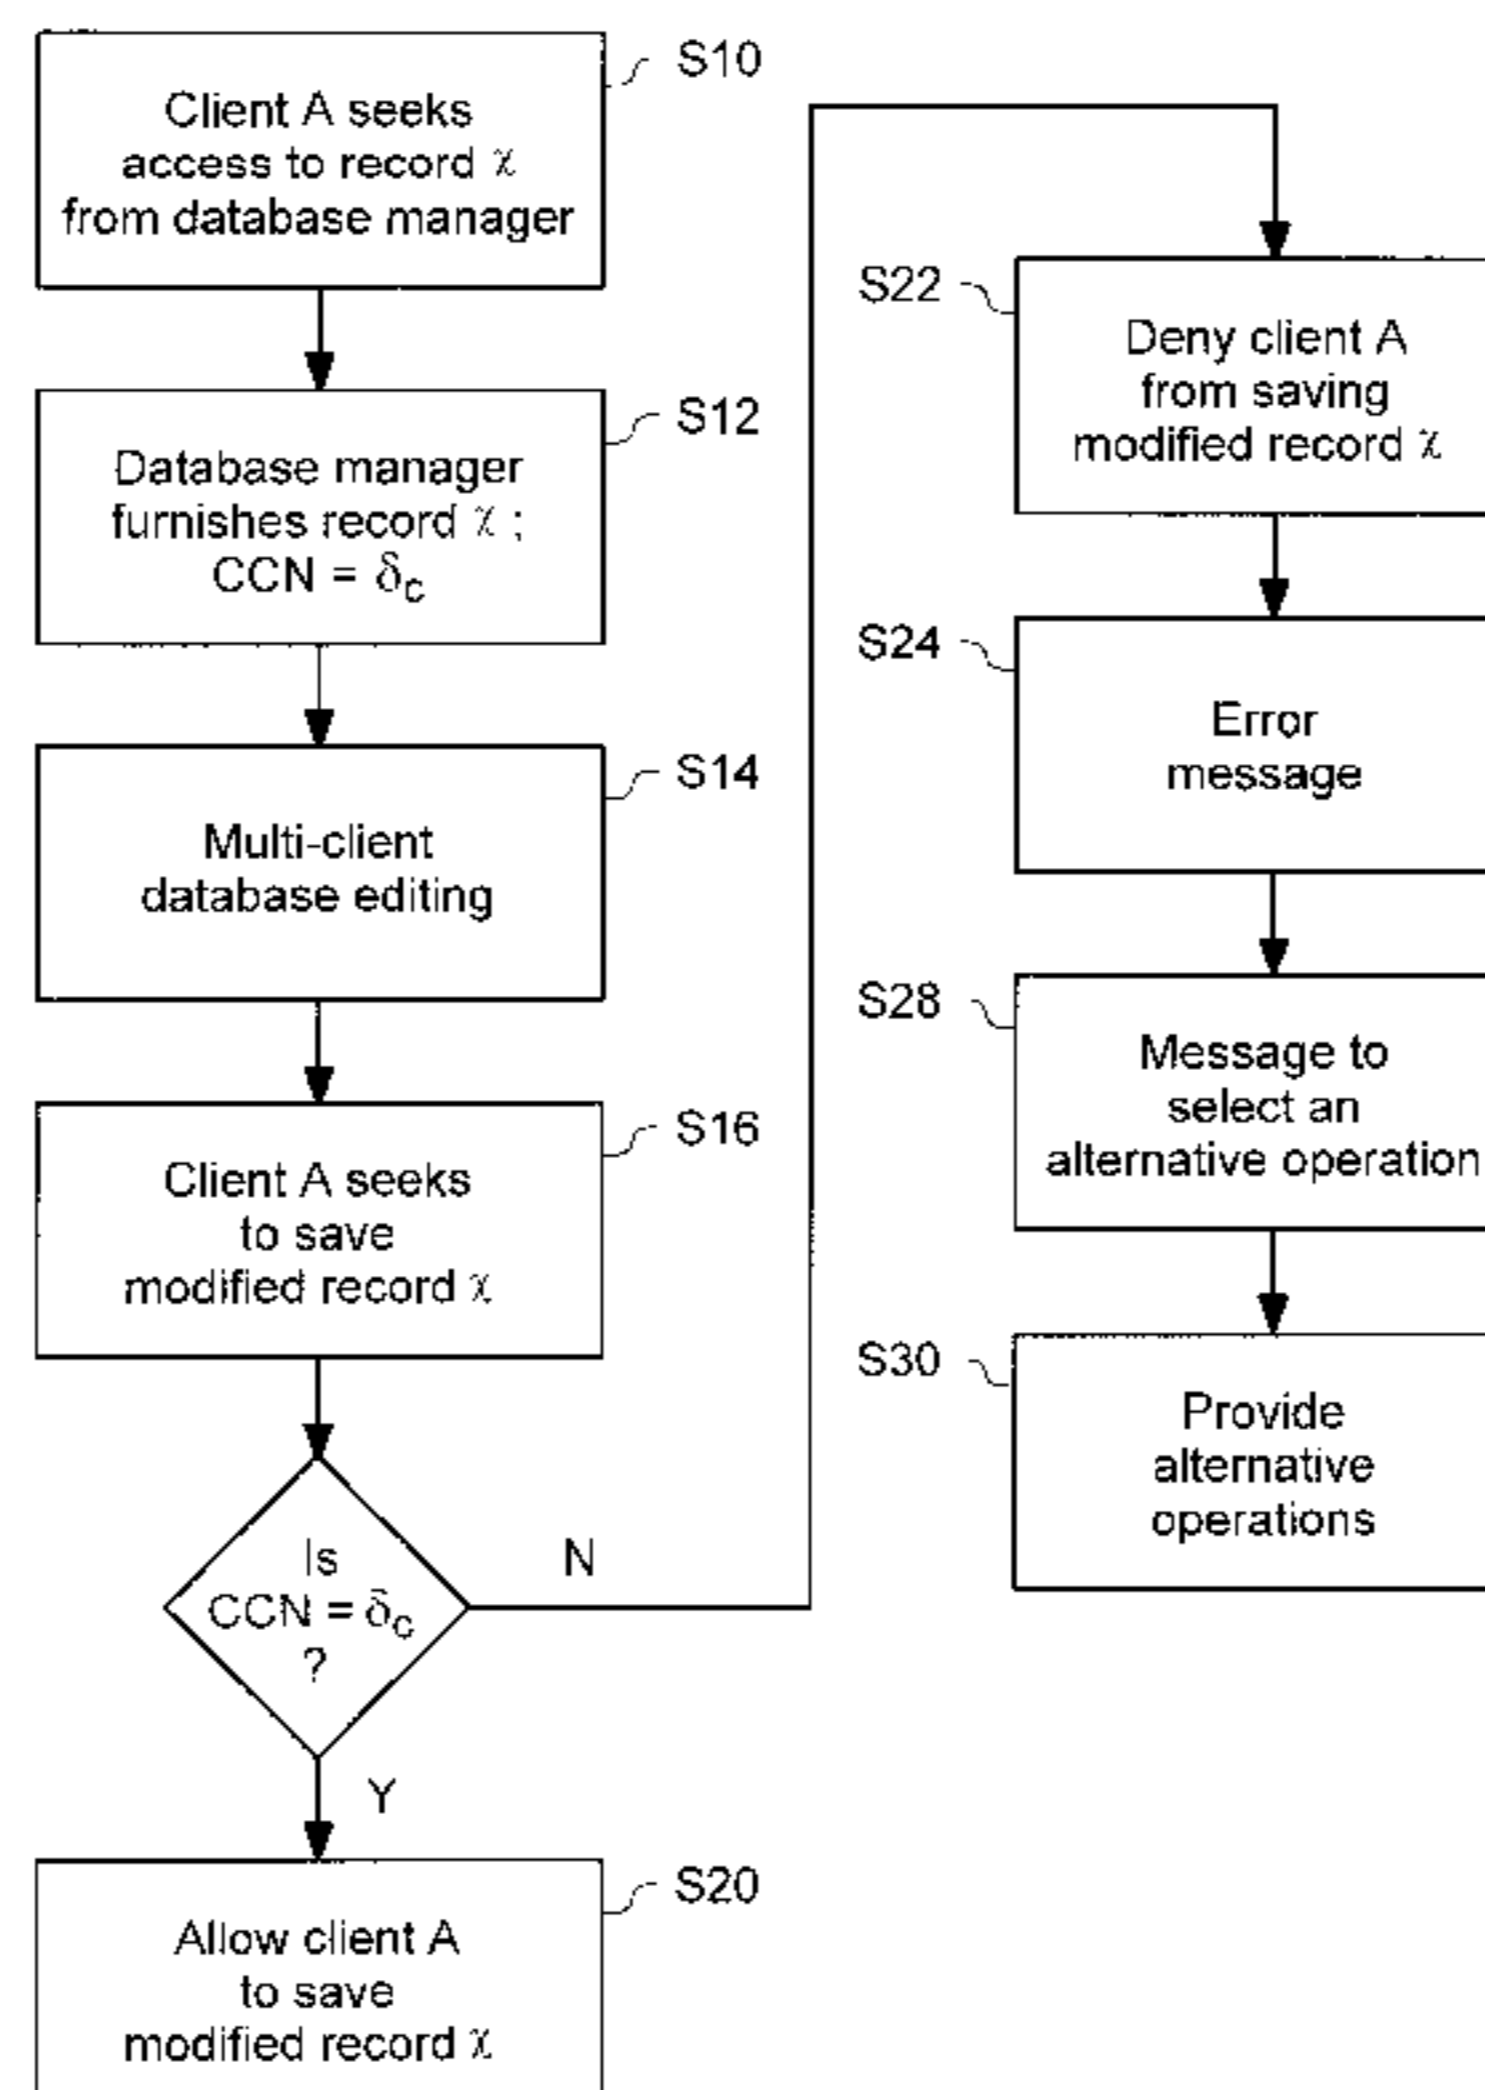 S10
Client A seeks
access to record χ
from database manager
S12
Database manager
furnishes record χ ;
CCN = δc
S14
Multi-client
database editing
S16
Client A seeks
to save
modified record χ
Is
CCN = δc
?
N
Y
S20
Allow client A
to save
modified record χ
S22
Deny client A
from saving
modified record χ
S24
Error
message
S28
Message to
select an
alternative operation
S30
Provide
alternative
operations